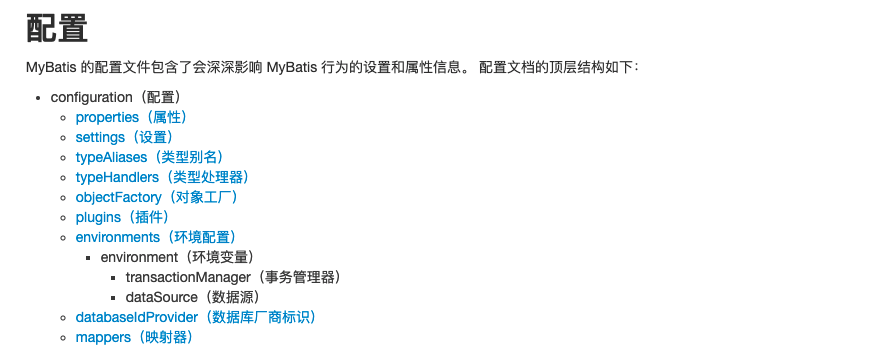 配置
MyBatis 的配置文件包含了会深深影响 MyBatis 行为的设置和属性信息。 配置文档的顶层结构如下：
configuration（配置）
properties（属性）
settings（设置）
typeAliases（类型别名）
typeHandlers（类型处理器）
objectFactory（对象工厂）
plugins（插件）
environments（环境配置）
environment（环境变量）
transactionManager（事务管理器）
dataSource（数据源）
databaseIdProvider（数据库厂商标识）
mappers（映射器）